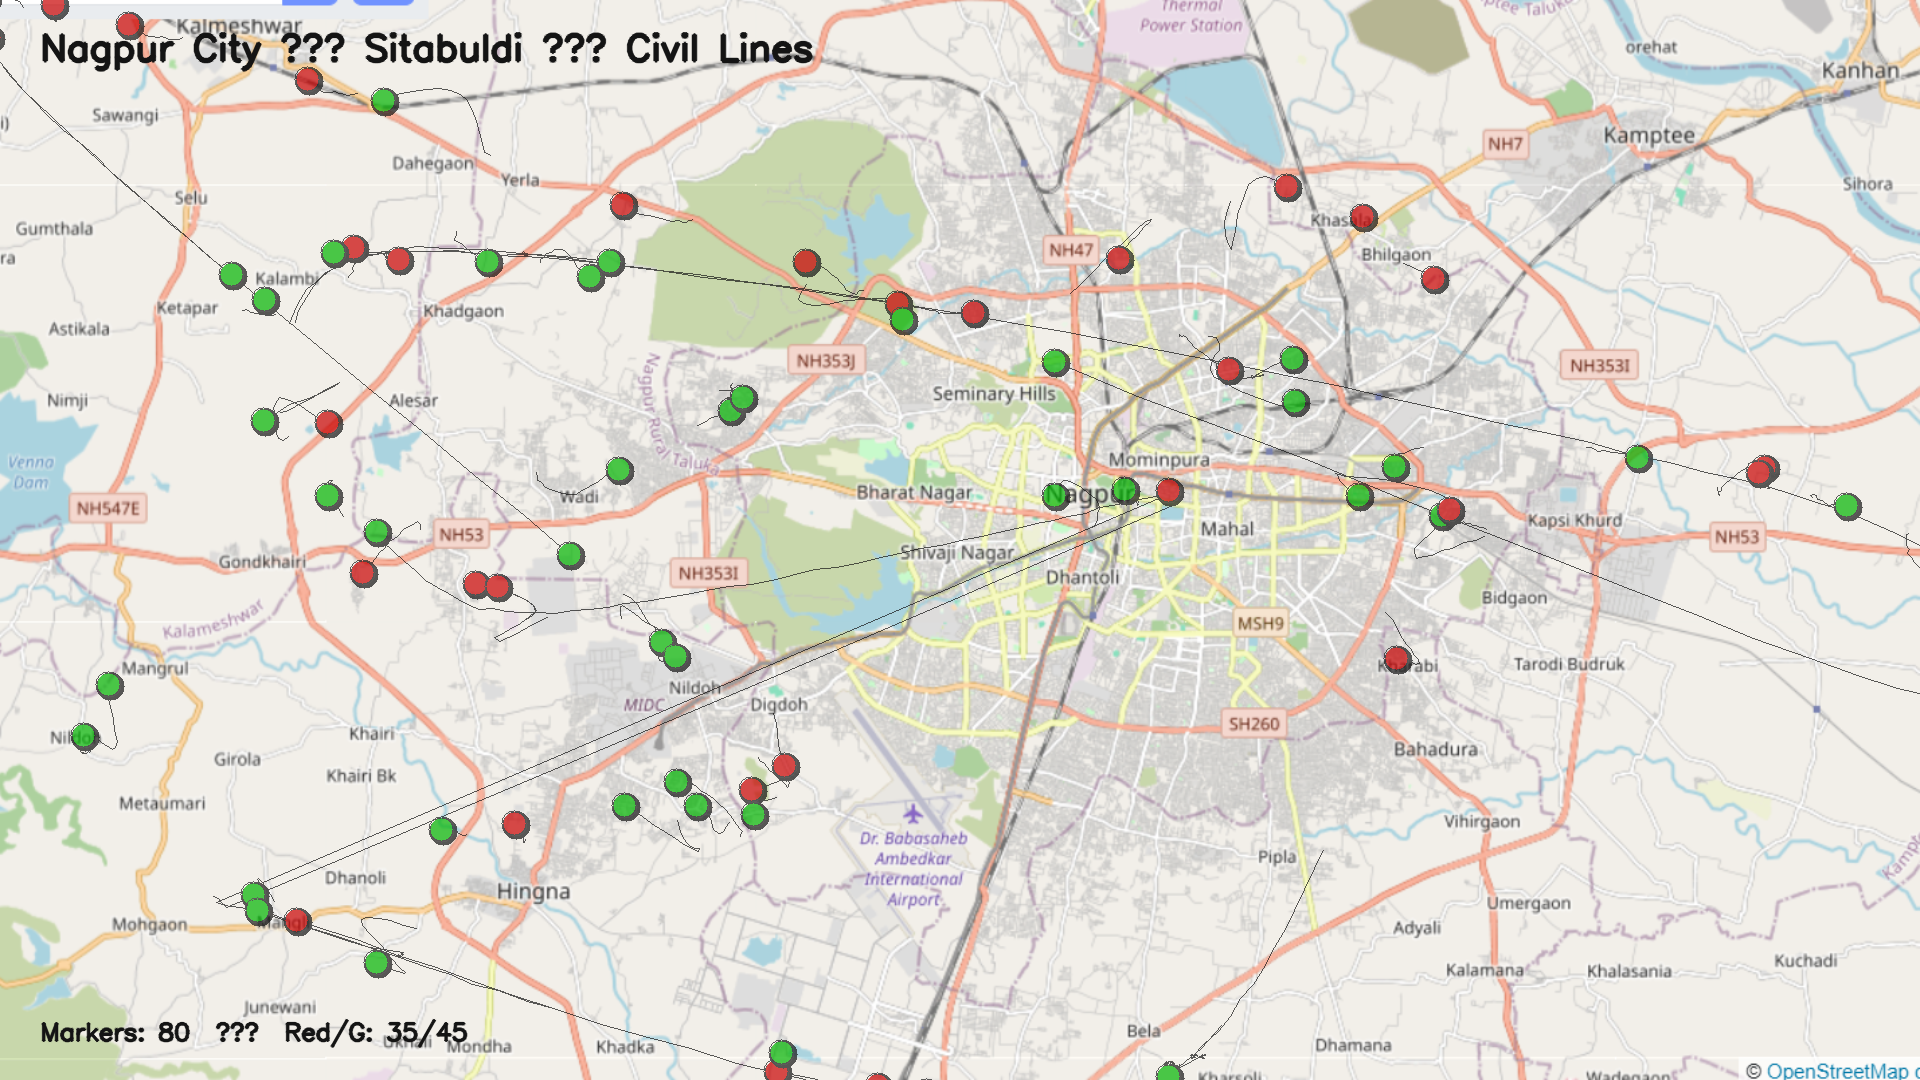 Kalmeshwar
Nagpur City ??? Sitabuldi ??? Civil Lines
Thermal
Power Station
orehat
Kanhan
Sawangi
NH7
Kamptee
Dahegaon
Yerla
Selu
Sihora
Gumthala
Khasala
NH47
Bhilgaon
Kalambi
Ketapar
Khadgaon
Astikala
NH353J
NH353I
Nagpur Rural Taluka
Seminary Hills
Nimji
Alesar
Mominpura
Venna
Dam
Wadi
Bharat Nagar
Nagpur
NH547E
NH53
Mahal
Kapsi Khurd
NH53
Gondkhairi
Shivaji Nagar
NH353I
Dhantoli
Bidgaon
Kalameshwar
MSH9
Mangrul
Kharabi
Tarodi Budruk
Nildoh
MIDC
Digdoh
SH260
Khairi
Bahadura
Girola
Khairi Bk
Metaumari
Vihirgaon
Dr. Babasaheb
Ambedkar
International
Airport
Pipla
Dhanoli
Hingna
Umergaon
Mohgaon
Adyali
Kalamana
Khalasania
Kuchadi
Junewani
Markers: 80 ??? Red/G: 35/45
Mondha
Khadka
Bela
Dhamana
Kharsoli
Wadegaon
© OpenStreetMap